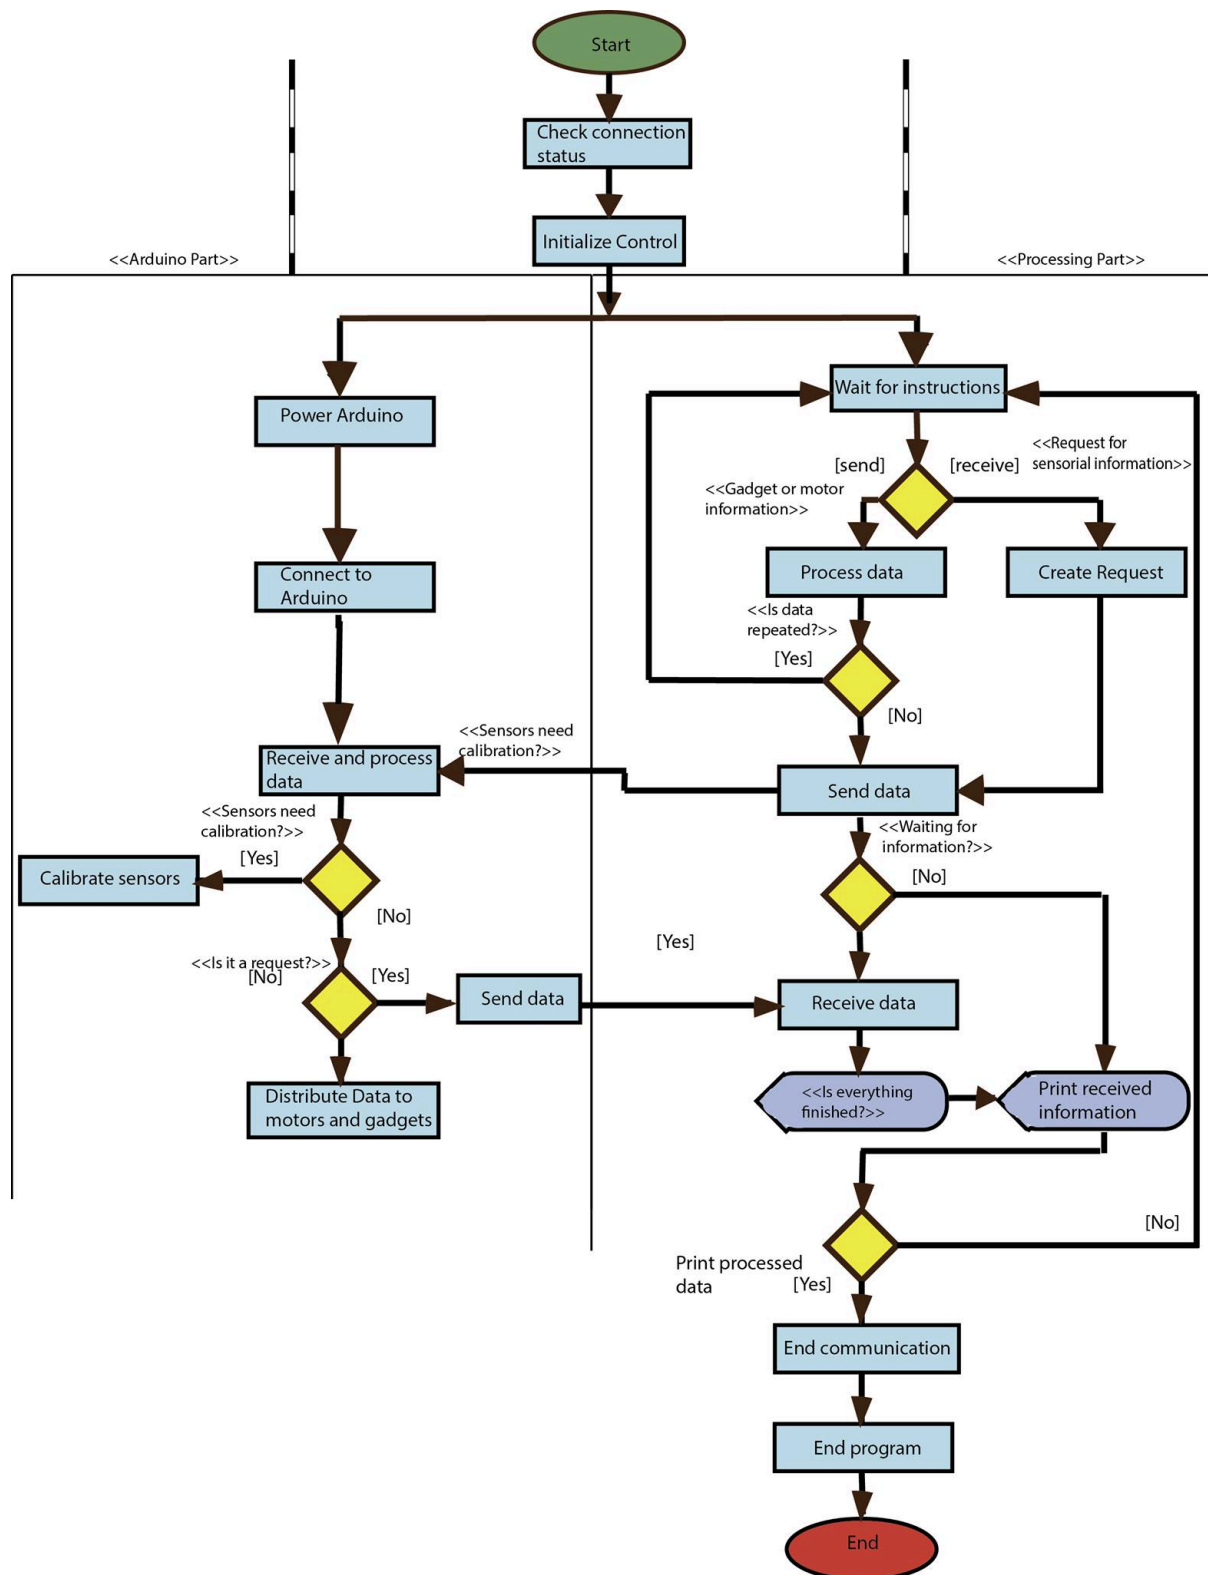 Start
Check connection
status
Initialize Control
<<Arduino Part>>
<<Processing Part>>
Wait for instructions
Power Arduino
[send]
[receive]
<<Request for
sensorial information>>
<<Gadget or motor
information>>
Process data
Create Request
Connect to
Arduino
<<Is data
repeated?>>
[Yes]
[No]
<<Sensors need
calibration?>>
Receive and process
data
Send data
<<Sensors need
calibration?>>
<<Waiting for
information?>>
[Yes]
[No]
Calibrate sensors
[No]
[Yes]
<<Is it a request?>>
[No]
[Yes]
Send data
Receive data
Distribute Data to
motors and gadgets
<<Is everything
finished?>>
Print received
information
[No]
Print processed
data
[Yes]
End communication
End program
End